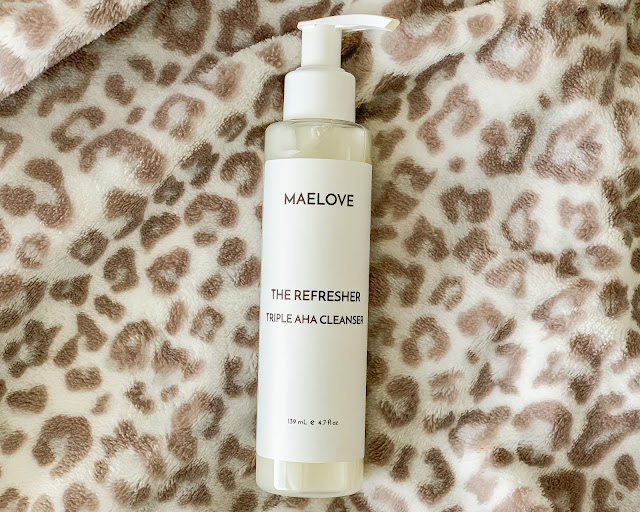 MAELOVE
THE REFRESHER
TRIPLE AHA CLEANSER
139 mL e 4.7 fl oz